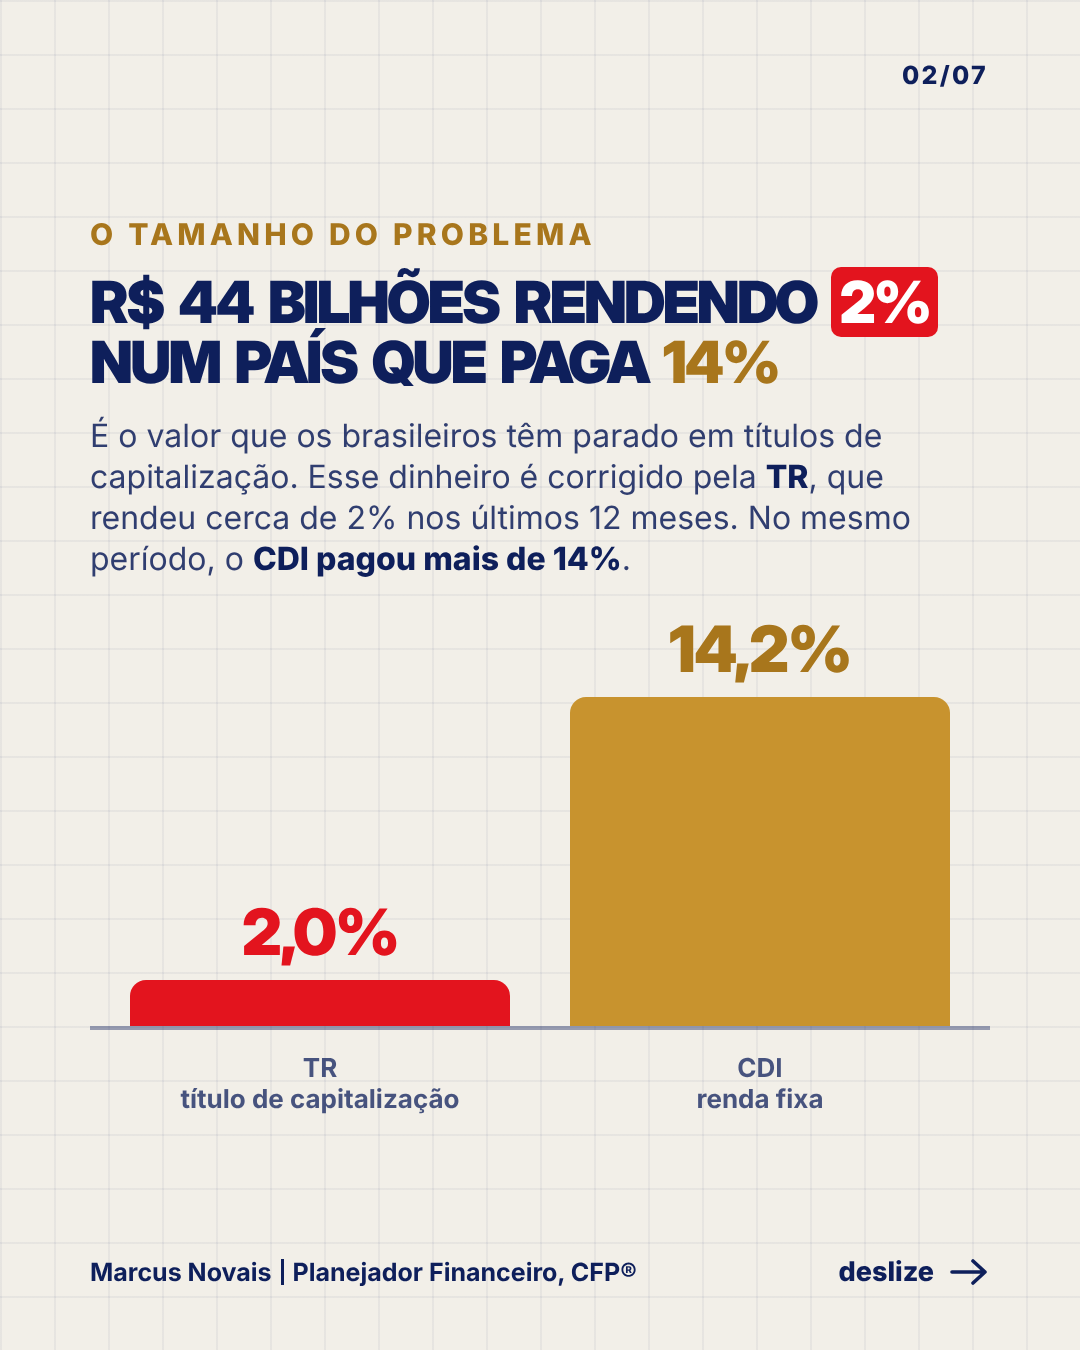 02/07
O TAMANHO DO PROBLEMA
R$ 44 BILHÕES RENDENDO 2%
NUM PAÍS QUE PAGA 14%
É o valor que os brasileiros têm parado em títulos de
capitalização. Esse dinheiro é corrigido pela TR, que
rendeu cerca de 2% nos últimos 12 meses. No mesmo
período, o CDI pagou mais de 14%.
14,2%
2,0%
TR
título de capitalização
CDI
renda fixa
Marcus Novais | Planejador Financeiro, CFP®
deslize →